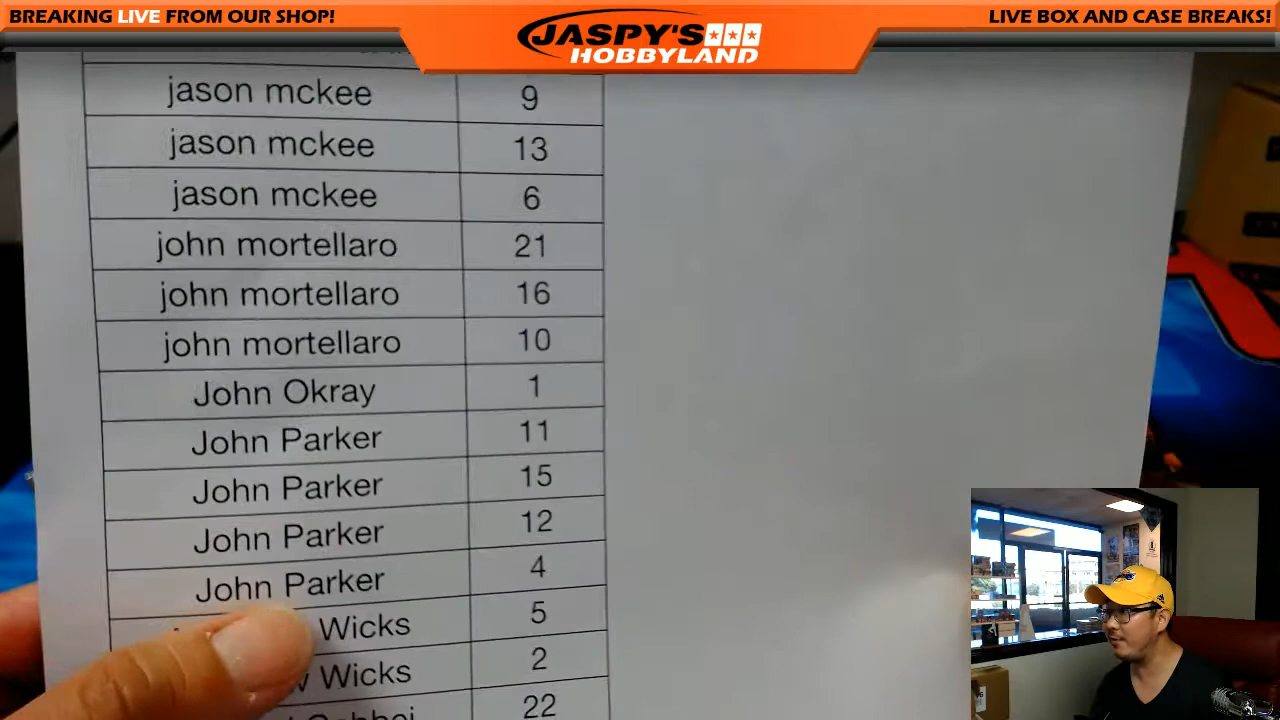 BREAKING LIVE FROM OUR SHOP!
JASPY'S
HOBBYLAND
LIVE BOX AND CASE BREAKS!
jason mckee 9
jason mckee 13
jason mckee 6
john mortellaro 21
john mortellaro 16
john mortellaro 10
John Okray 1
John Parker 11
John Parker 15
John Parker 12
John Parker 4
Wicks 5
Wicks 2
22